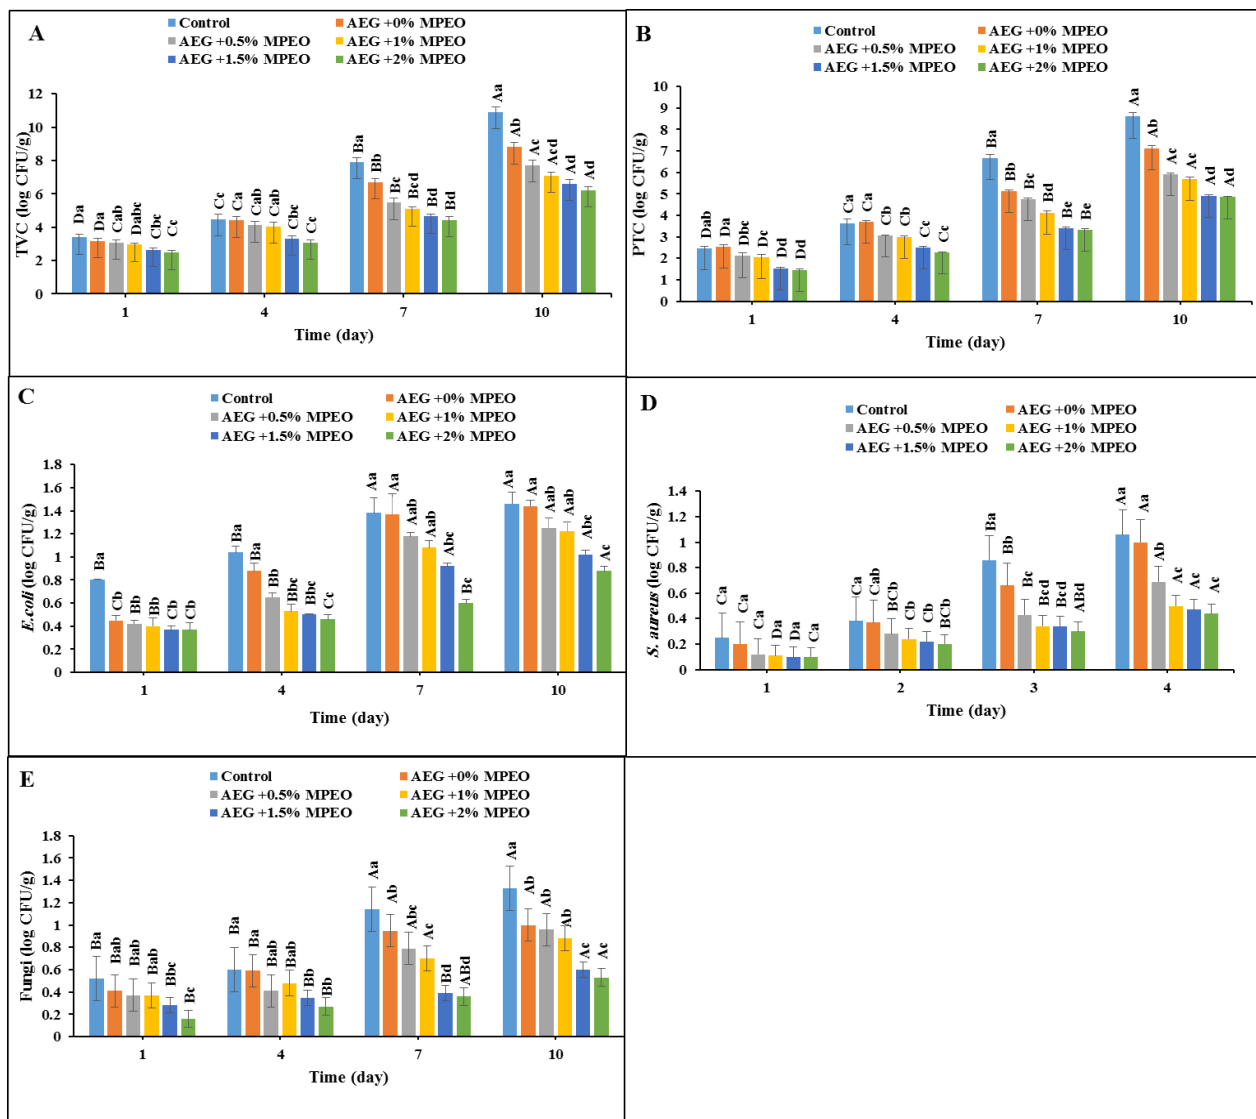 A
Control
AEG +0% MPEO
AEG +0.5% MPEO
AEG +1% MPEO
AEG +1.5% MPEO
AEG +2% MPEO
TVC (log CFU/g)
12
10
8
6
4
2
0
Da Da Cab Dabc Cbc Cc
Cc Ca Cab Cab Cbc Cc
Ba Bb Bc Bcd Bd Bd
Aa Ab Ac Acd Ad Ad
1 4 7 10
Time (day)
B
Control
AEG +0% MPEO
AEG +0.5% MPEO
AEG +1% MPEO
AEG +1.5% MPEO
AEG +2% MPEO
PTC (log CFU/g)
10
9
8
7
6
5
4
3
2
1
0
Dab Da Dbc Dc Dd Dd
Ca Ca Cb Cb Cc Cc
Ba Bb Bc Bd Be Be
Aa Ab Ac Ac Ad Ad
1 4 7 10
Time (day)
C
Control
AEG +0% MPEO
AEG +0.5% MPEO
AEG +1% MPEO
AEG +1.5% MPEO
AEG +2% MPEO
E.coli (log CFU/g)
1.8
1.6
1.4
1.2
1
0.8
0.6
0.4
0.2
0
Ba Cb Bb Bb Cb Cb
Ba Ba Bb Bbc Bbc Cc
Aa Aa Aab Aab Abc Bc
Aa Aa Aab Aab Abc Ac
1 4 7 10
Time (day)
D
Control
AEG +0% MPEO
AEG +0.5% MPEO
AEG +1% MPEO
AEG +1.5% MPEO
AEG +2% MPEO
S. aureus (log CFU/g)
1.4
1.2
1
0.8
0.6
0.4
0.2
0
Ca Ca Ca Da Da Ca
Ca Cab BCb Cb Cb BCb
Ba Bb Bc Bcd Bcd ABd
Aa Aa Ab Ac Ac Ac
1 2 3 4
Time (day)
E
Control
AEG +0% MPEO
AEG +0.5% MPEO
AEG +1% MPEO
AEG +1.5% MPEO
AEG +2% MPEO
Fungi (log CFU/g)
1.8
1.6
1.4
1.2
1
0.8
0.6
0.4
0.2
0
Ba Bab Bab Bab Bbc Bc
Ba Ba Bab Bab Bb Bb
Aa Ab Abc Ac Bd ABd
Aa Ab Ab Ab Ac Ac
1 4 7 10
Time (day)